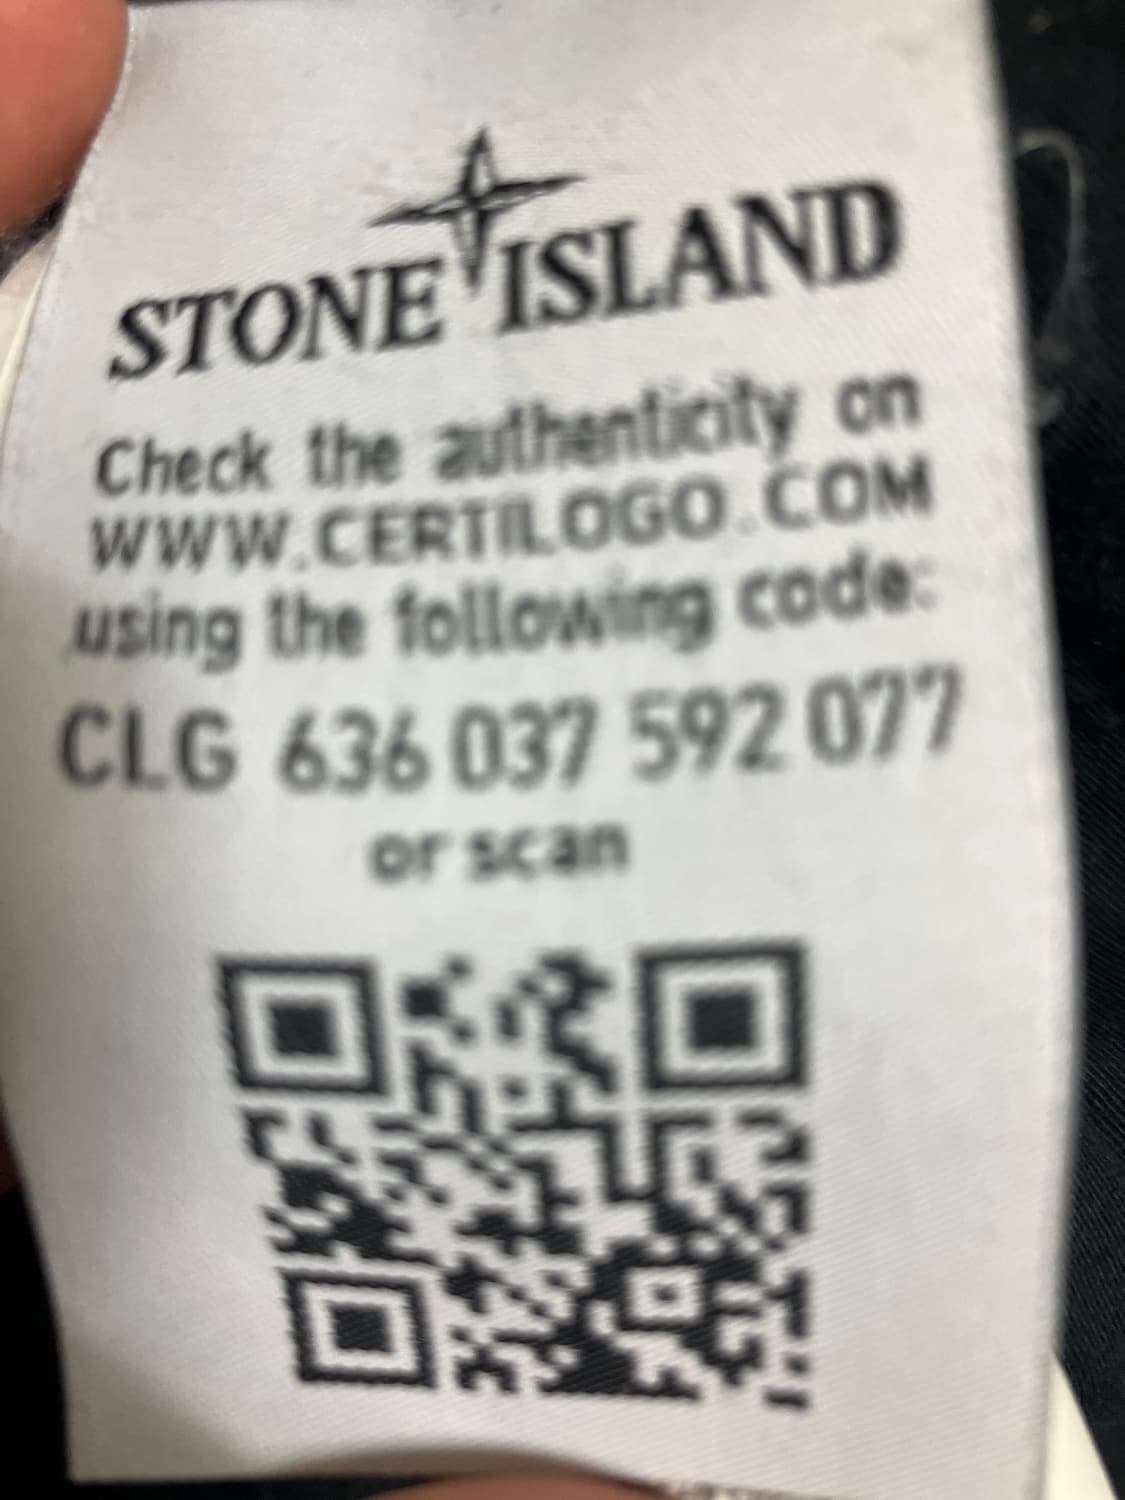 STONE ISLAND
Check the authenticity on
WWW.CERTILOGO.COM
using the following code:
CLG 636 037 592 077
or scan